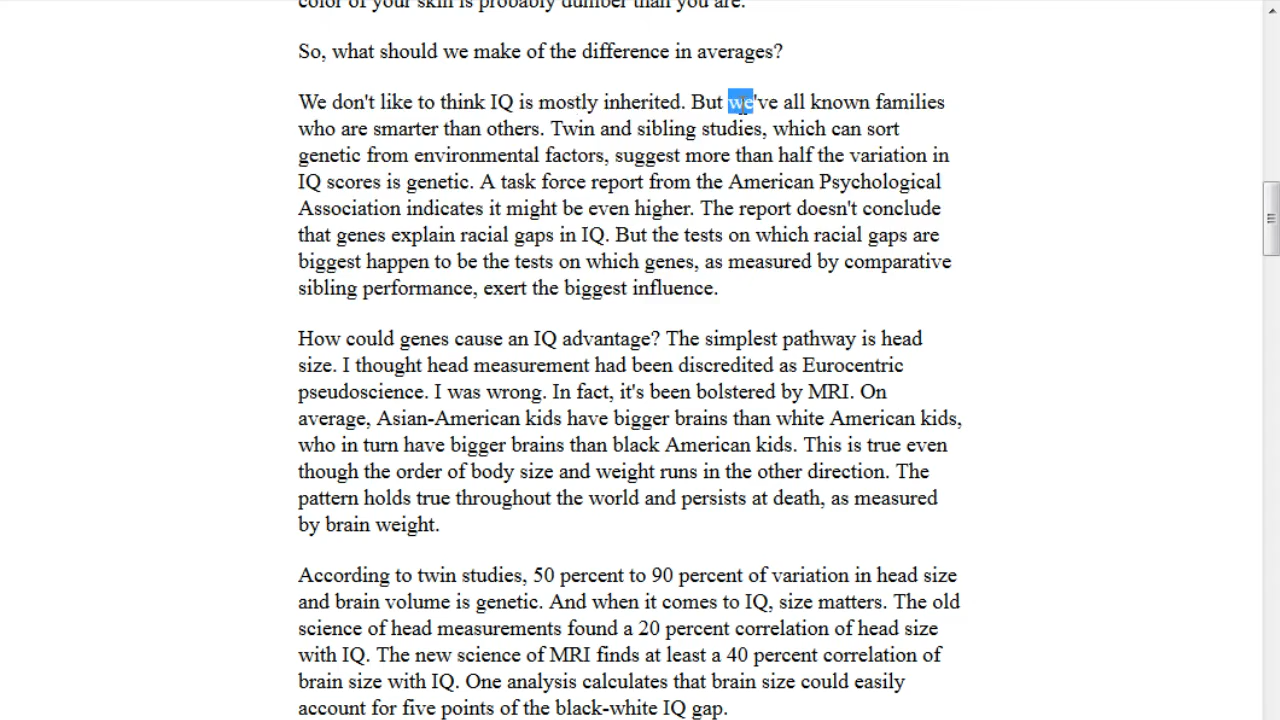 color of your skin is probably dumber than you are.
So, what should we make of the difference in averages?
We don't like to think IQ is mostly inherited. But we've all known families
who are smarter than others. Twin and sibling studies, which can sort
genetic from environmental factors, suggest more than half the variation in
IQ scores is genetic. A task force report from the American Psychological
Association indicates it might be even higher. The report doesn't conclude
that genes explain racial gaps in IQ. But the tests on which racial gaps are
biggest happen to be the tests on which genes, as measured by comparative
sibling performance, exert the biggest influence.
How could genes cause an IQ advantage? The simplest pathway is head
size. I thought head measurement had been discredited as Eurocentric
pseudoscience. I was wrong. In fact, it's been bolstered by MRI. On
average, Asian-American kids have bigger brains than white American kids,
who in turn have bigger brains than black American kids. This is true even
though the order of body size and weight runs in the other direction. The
pattern holds true throughout the world and persists at death, as measured
by brain weight.
According to twin studies, 50 percent to 90 percent of variation in head size
and brain volume is genetic. And when it comes to IQ, size matters. The old
science of head measurements found a 20 percent correlation of head size
with IQ. The new science of MRI finds at least a 40 percent correlation of
brain size with IQ. One analysis calculates that brain size could easily
account for five points of the black-white IQ gap.